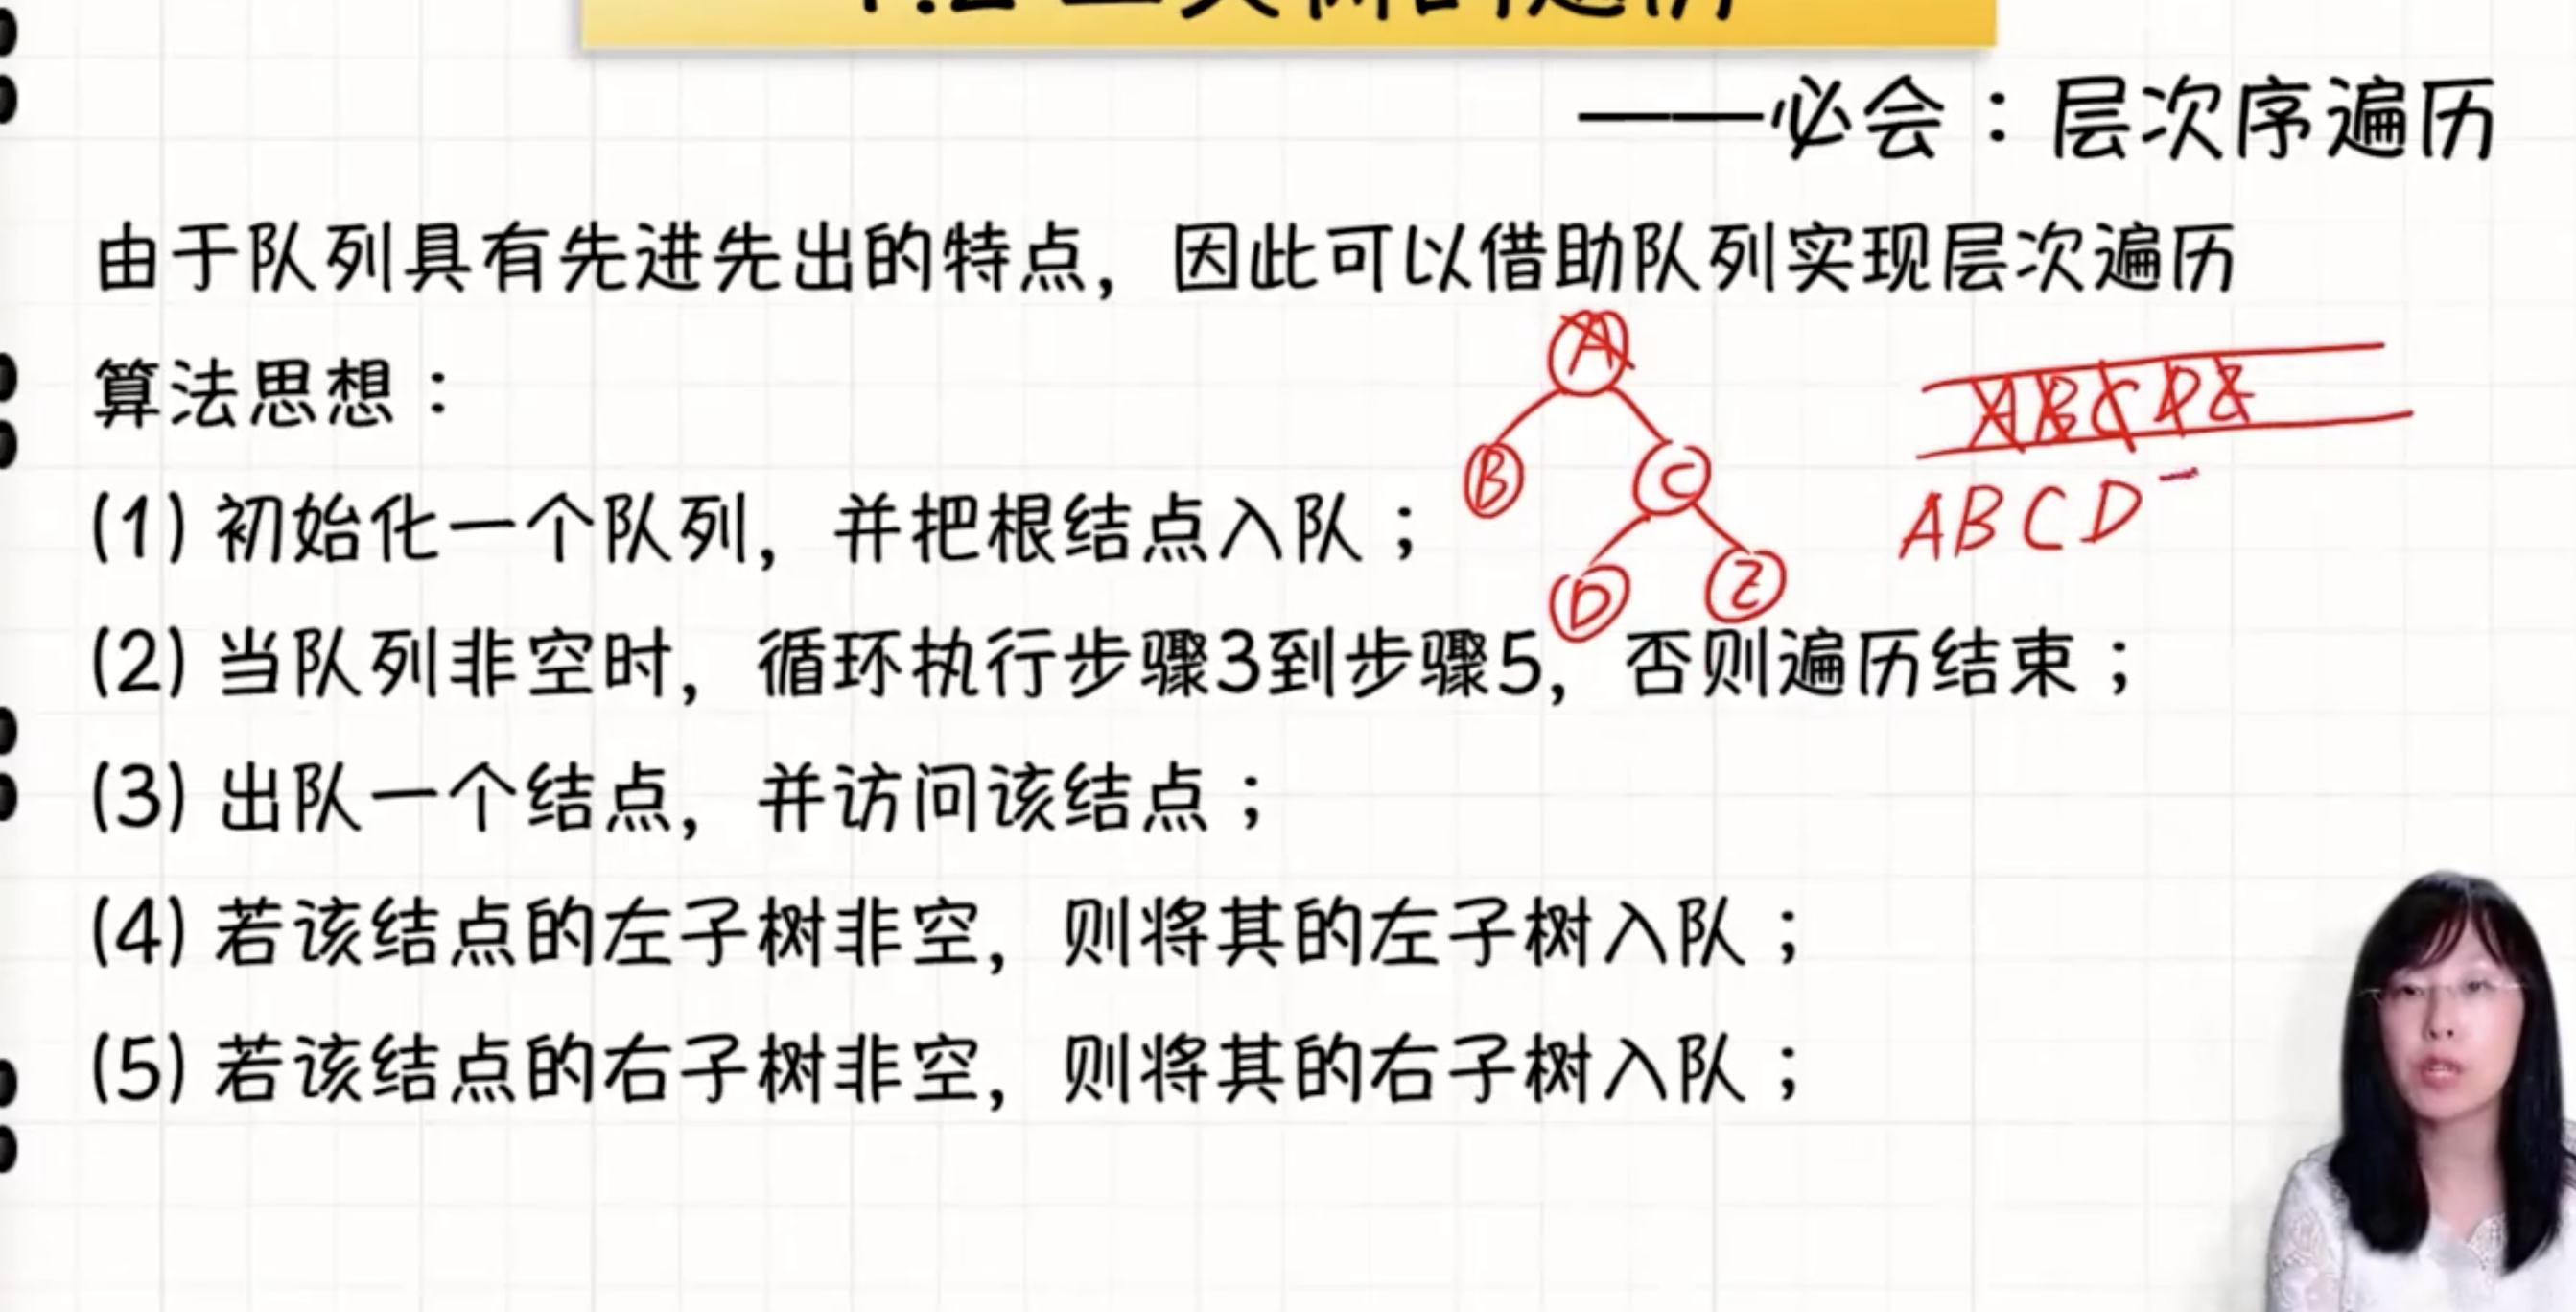 二叉树的遍历
——必会：层次序遍历
由于队列具有先进先出的特点，因此可以借助队列实现层次遍历
算法思想：
A
A B C D E
B
C
(1) 初始化一个队列，并把根结点入队；
A B C D
D
E
(2) 当队列非空时，循环执行步骤3到步骤5，否则遍历结束；
(3) 出队一个结点，并访问该结点；
(4) 若该结点的左子树非空，则将其的左子树入队；
(5) 若该结点的右子树非空，则将其的右子树入队；